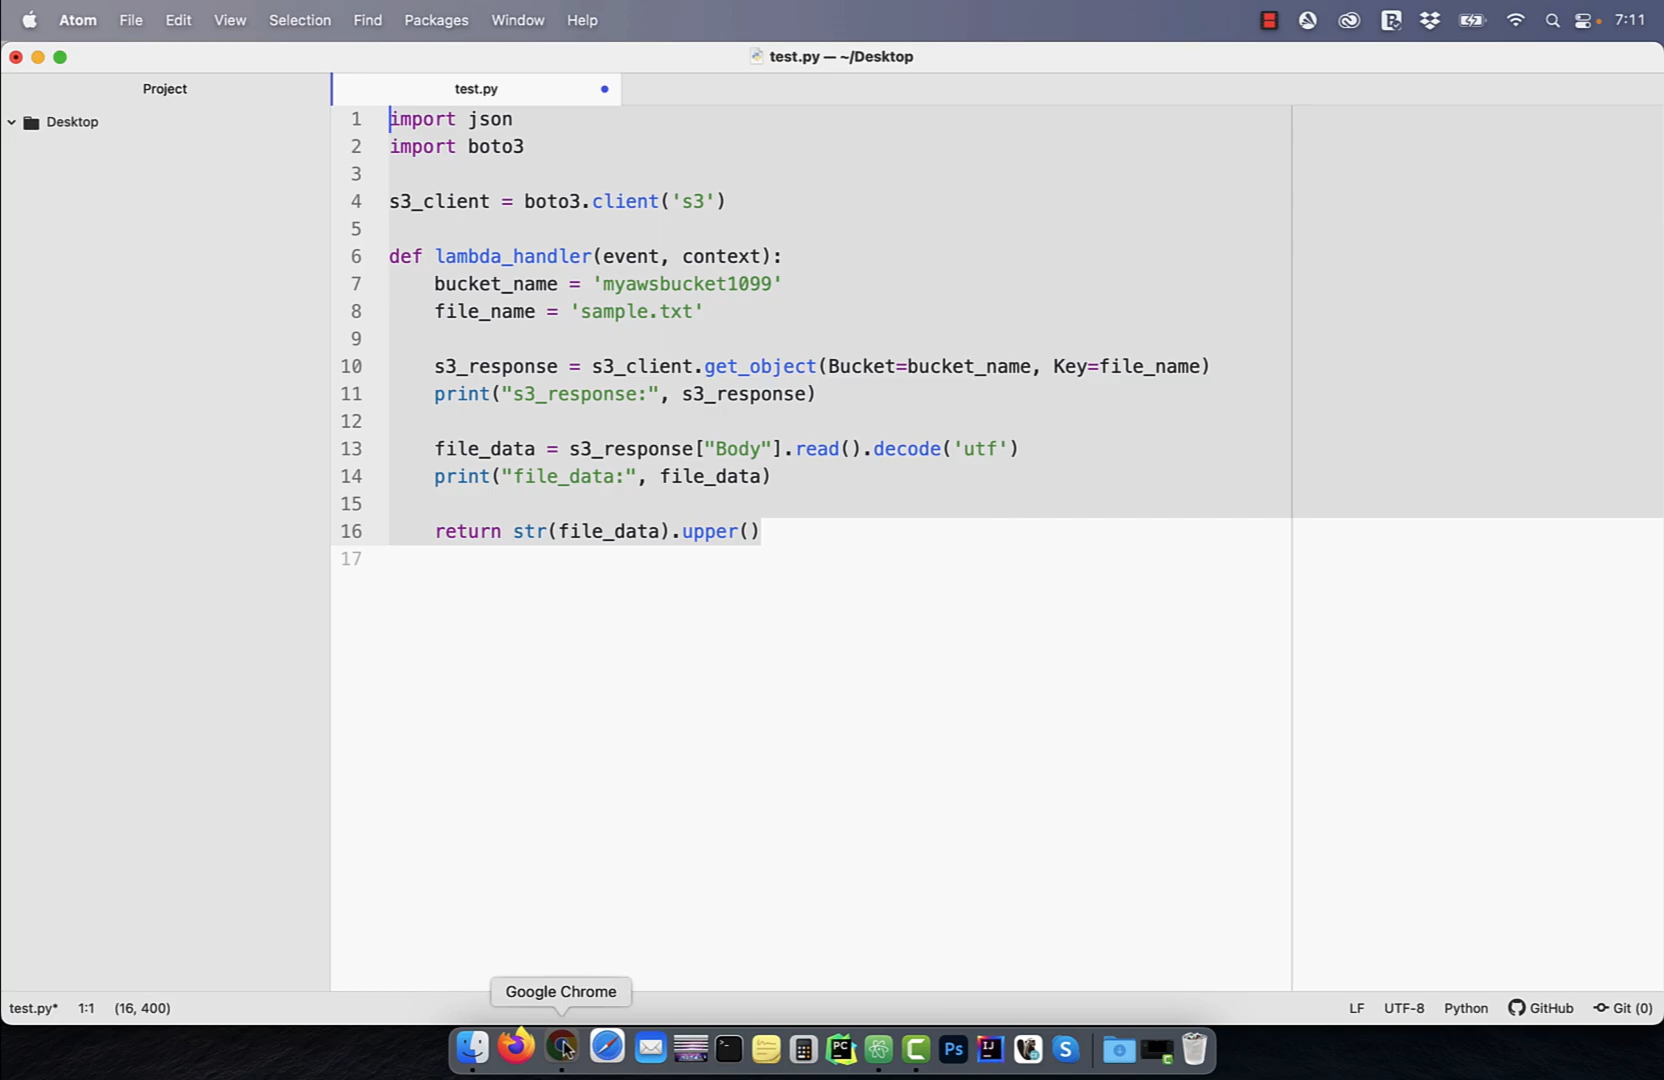 Atom File Edit View Selection Find Packages Window Help 7:11
test.py — ~/Desktop
Project
test.py
Desktop
1 import json
2 import boto3
3
4 s3_client = boto3.client('s3')
5
6 def lambda_handler(event, context):
7 bucket_name = 'myawsbucket1099'
8 file_name = 'sample.txt'
9
10 s3_response = s3_client.get_object(Bucket=bucket_name, Key=file_name)
11 print("s3_response:", s3_response)
12
13 file_data = s3_response["Body"].read().decode('utf')
14 print("file_data:", file_data)
15
16 return str(file_data).upper()
17
Google Chrome
test.py* 1:1 (16, 400) LF UTF-8 Python GitHub Git (0)
PC Ps IJ S